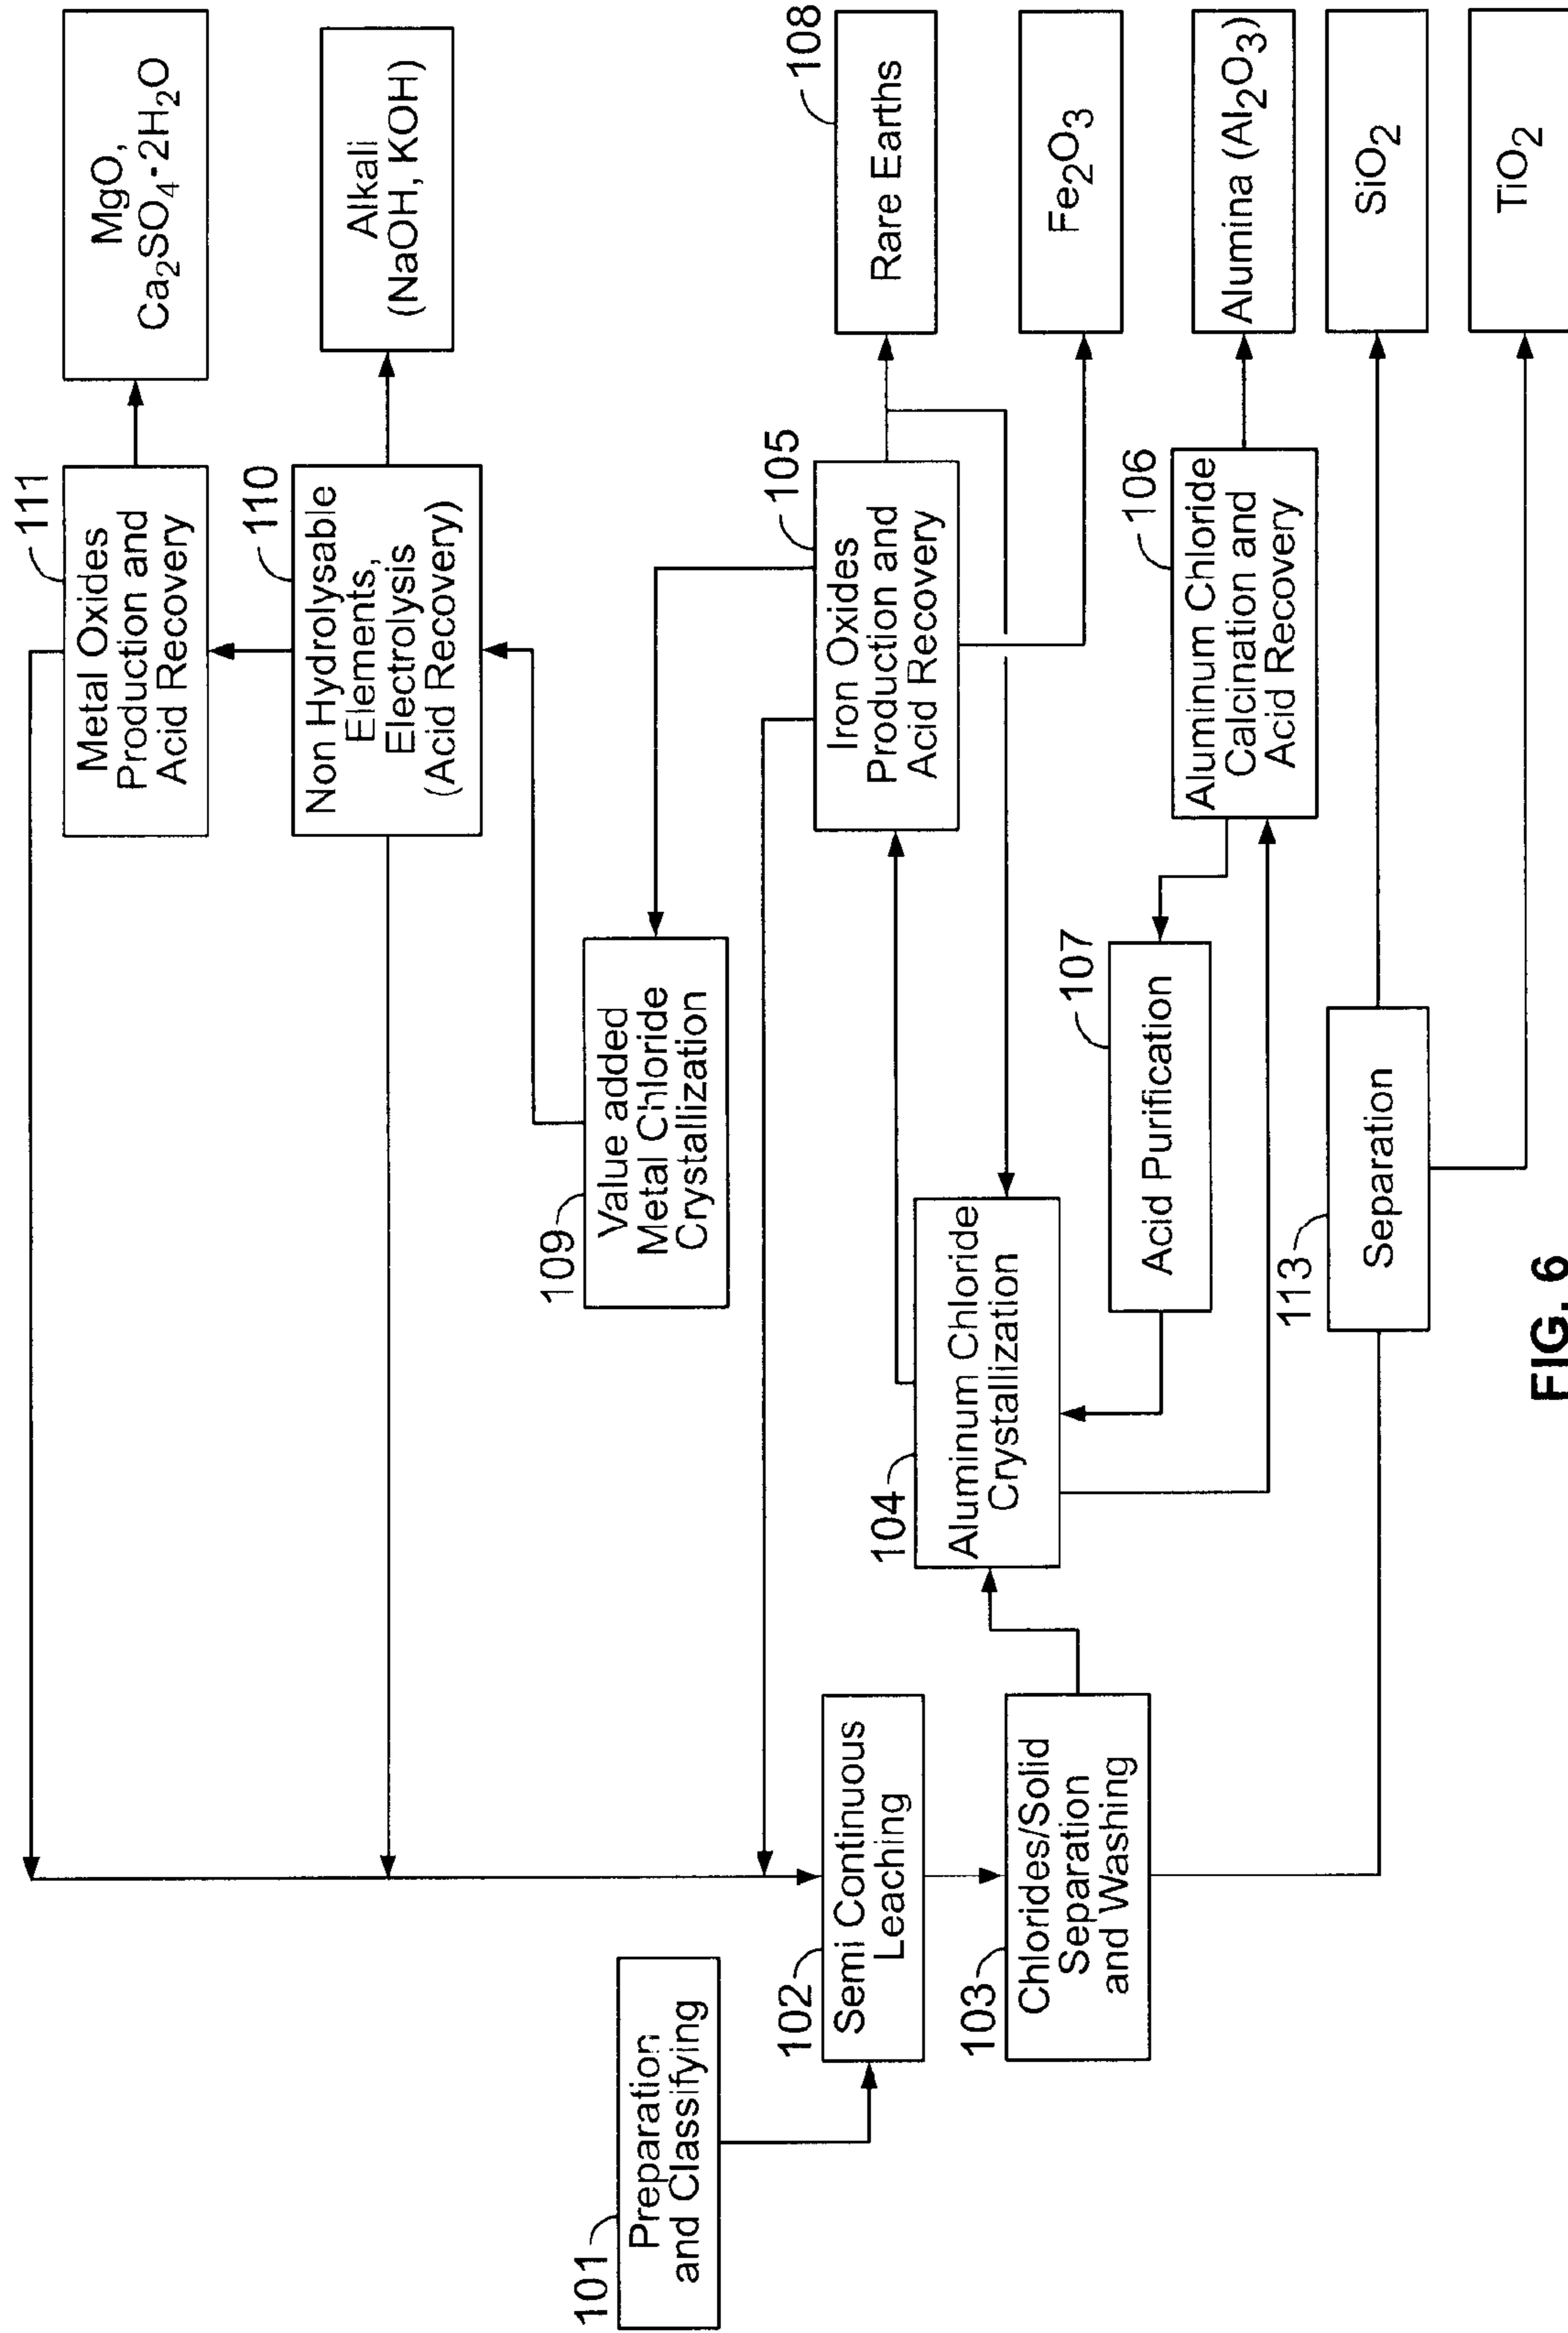 111
Metal Oxides
Production and
Acid Recovery
MgO,
Ca₂SO₄·2H₂O
110
Non Hydrolysable
Elements,
Electrolysis
(Acid Recovery)
Alkali
(NaOH, KOH)
109
Value added
Metal Chloride
Crystallization
101
Preparation
and Classifying
102
Semi Continuous
Leaching
103
Chlorides/Solid
Separation
and Washing
104
Aluminum Chloride
Crystallization
105
Iron Oxides
Production and
Acid Recovery
108
Rare Earths
Fe₂O₃
107
Acid Purification
106
Aluminum Chloride
Calcination and
Acid Recovery
Alumina (Al₂O₃)
113
Separation
SiO₂
TiO₂
FIG. 6